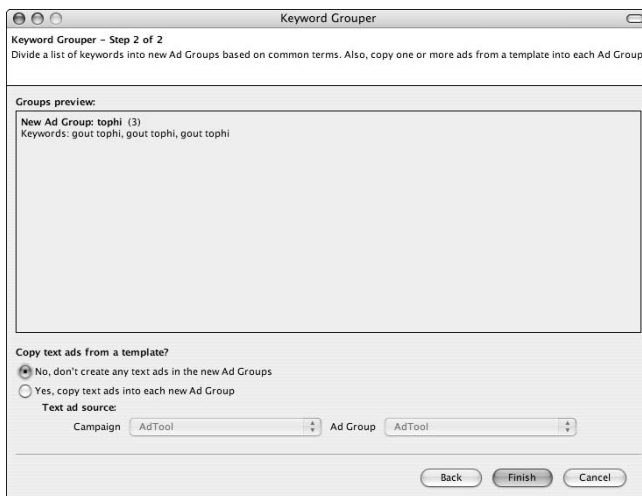 Keyword Grouper
Keyword Grouper – Step 2 of 2
Divide a list of keywords into new Ad Groups based on common terms. Also, copy one or more ads from a template into each Ad Group
Groups preview:
New Ad Group: tophi (3)
Keywords: gout tophi, gout tophi, gout tophi
Copy text ads from a template?
No, don't create any text ads in the new Ad Groups
Yes, copy text ads into each new Ad Group
Text ad source:
Campaign AdTool Ad Group AdTool
Back Finish Cancel